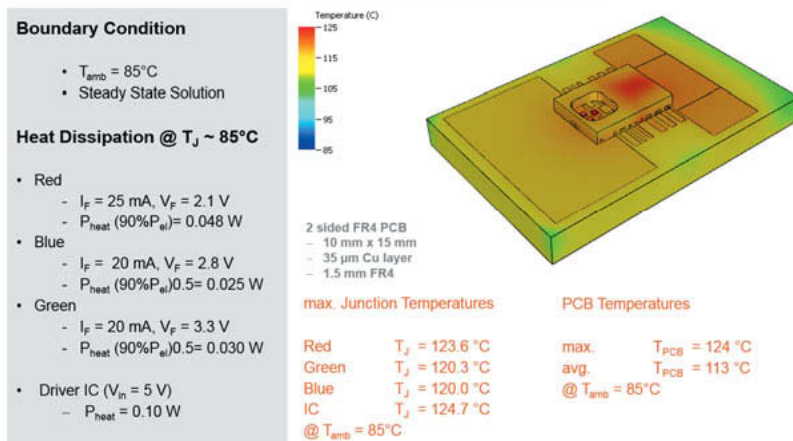 Boundary Condition
• Tamb = 85°C
• Steady State Solution
Heat Dissipation @ TJ ~ 85°C
• Red
- IF = 25 mA, VF = 2.1 V
- Pheat (90%Pel)= 0.048 W
• Blue
- IF = 20 mA, VF = 2.8 V
- Pheat (90%Pel)0.5= 0.025 W
• Green
- IF = 20 mA, VF = 3.3 V
- Pheat (90%Pel)0.5= 0.030 W
• Driver IC (Vin = 5 V)
– Pheat = 0.10 W
Temperature (C)
125
115
105
95
85
2 sided FR4 PCB
– 10 mm x 15 mm
– 35 µm Cu layer
– 1.5 mm FR4
max. Junction Temperatures
Red TJ = 123.6 °C
Green TJ = 120.3 °C
Blue TJ = 120.0 °C
IC TJ = 124.7 °C
@ Tamb = 85°C
PCB Temperatures
max. TPCB = 124 °C
avg. TPCB = 113 °C
@ Tamb = 85°C